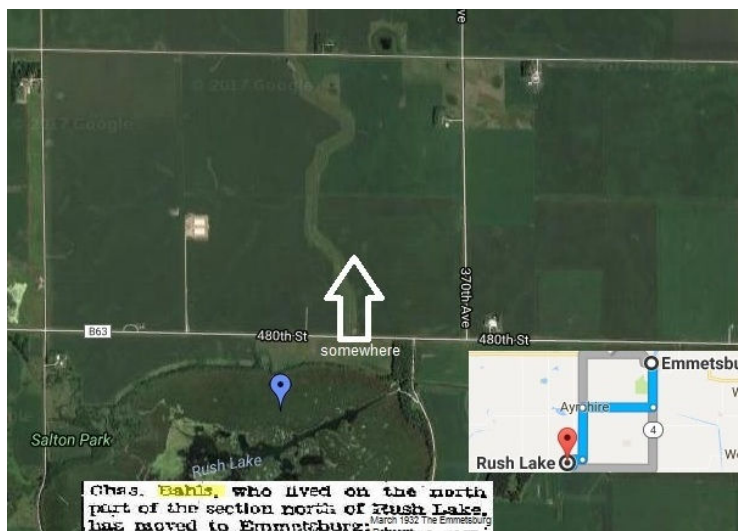 ve
© 2017 Google
© 2017 Google
© 2017 Google
370th Ave
B63
480th St
480th St
somewhere
Salton Park
Rush Lake
Emmetsbu
Ayrshire
4
W
We
Rush Lake
Chas. Bahls, who lived on the north
part of the section north of Rush Lake,
has moved to Emmetsburg.
March 1932 The Emmetsburg